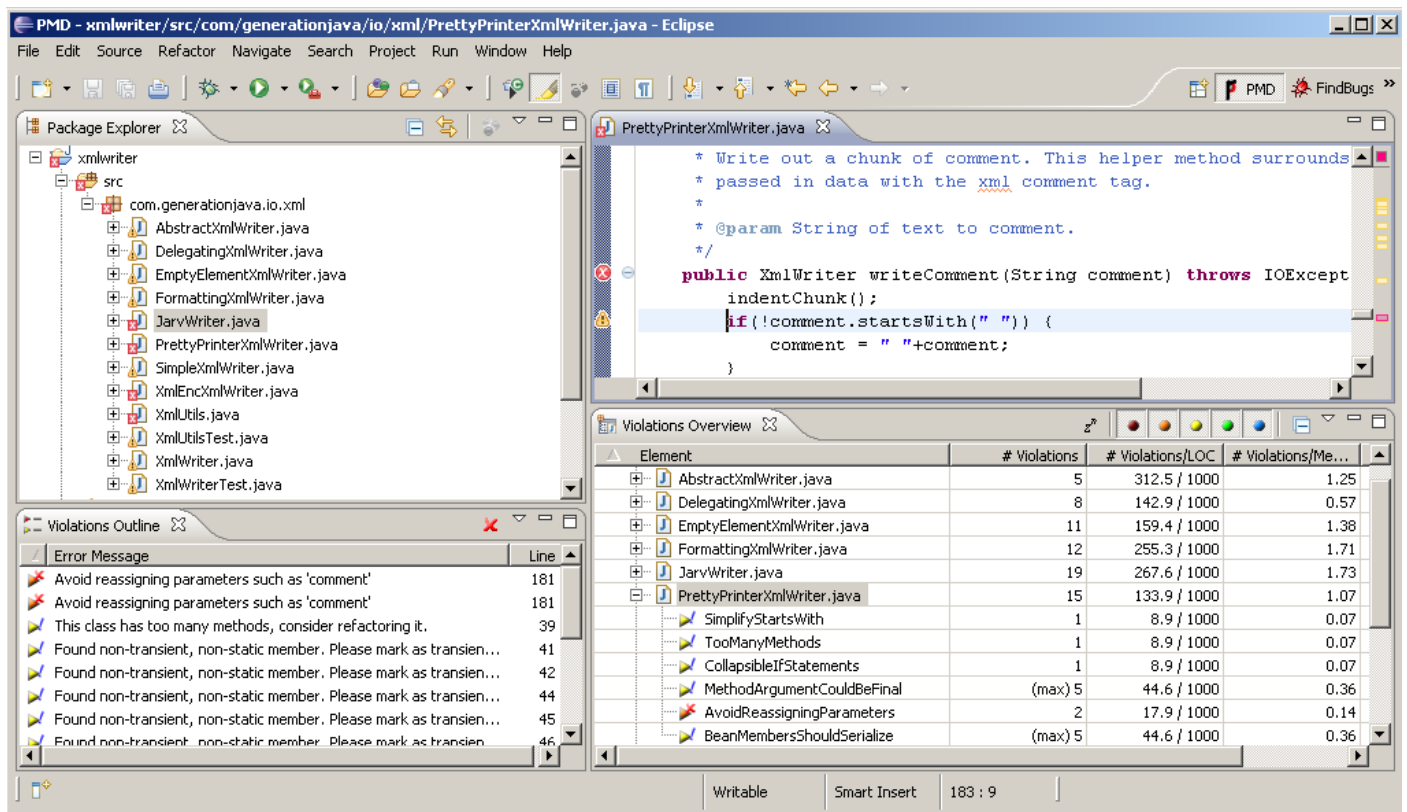 PMD - xmlwriter/src/com/generationjava/io/xml/PrettyPrinterXmlWriter.java - Eclipse
File Edit Source Refactor Navigate Search Project Run Window Help
PMD FindBugs »
Package Explorer
xmlwriter
src
com.generationjava.io.xml
AbstractXmlWriter.java
DelegatingXmlWriter.java
EmptyElementXmlWriter.java
FormattingXmlWriter.java
JarvWriter.java
PrettyPrinterXmlWriter.java
SimpleXmlWriter.java
XmlEncXmlWriter.java
XmlUtils.java
XmlUtilsTest.java
XmlWriter.java
XmlWriterTest.java
PrettyPrinterXmlWriter.java
* Write out a chunk of comment. This helper method surrounds
* passed in data with the xml comment tag.
*
* @param String of text to comment.
*/
public XmlWriter writeComment(String comment) throws IOExcept
indentChunk();
if(!comment.startsWith(" ")) {
comment = " "+comment;
}
Violations Outline
Error Message Line
Avoid reassigning parameters such as 'comment' 181
Avoid reassigning parameters such as 'comment' 181
This class has too many methods, consider refactoring it. 39
Found non-transient, non-static member. Please mark as transien... 41
Found non-transient, non-static member. Please mark as transien... 42
Found non-transient, non-static member. Please mark as transien... 44
Found non-transient, non-static member. Please mark as transien... 45
Found non-transient, non-static member. Please mark as transien... 46
Violations Overview
Element # Violations # Violations/LOC # Violations/Me...
AbstractXmlWriter.java 5 312.5 / 1000 1.25
DelegatingXmlWriter.java 8 142.9 / 1000 0.57
EmptyElementXmlWriter.java 11 159.4 / 1000 1.38
FormattingXmlWriter.java 12 255.3 / 1000 1.71
JarvWriter.java 19 267.6 / 1000 1.73
PrettyPrinterXmlWriter.java 15 133.9 / 1000 1.07
SimplifyStartsWith 1 8.9 / 1000 0.07
TooManyMethods 1 8.9 / 1000 0.07
CollapsibleIfStatements 1 8.9 / 1000 0.07
MethodArgumentCouldBeFinal (max) 5 44.6 / 1000 0.36
AvoidReassigningParameters 2 17.9 / 1000 0.14
BeanMembersShouldSerialize (max) 5 44.6 / 1000 0.36
Writable Smart Insert 183 : 9